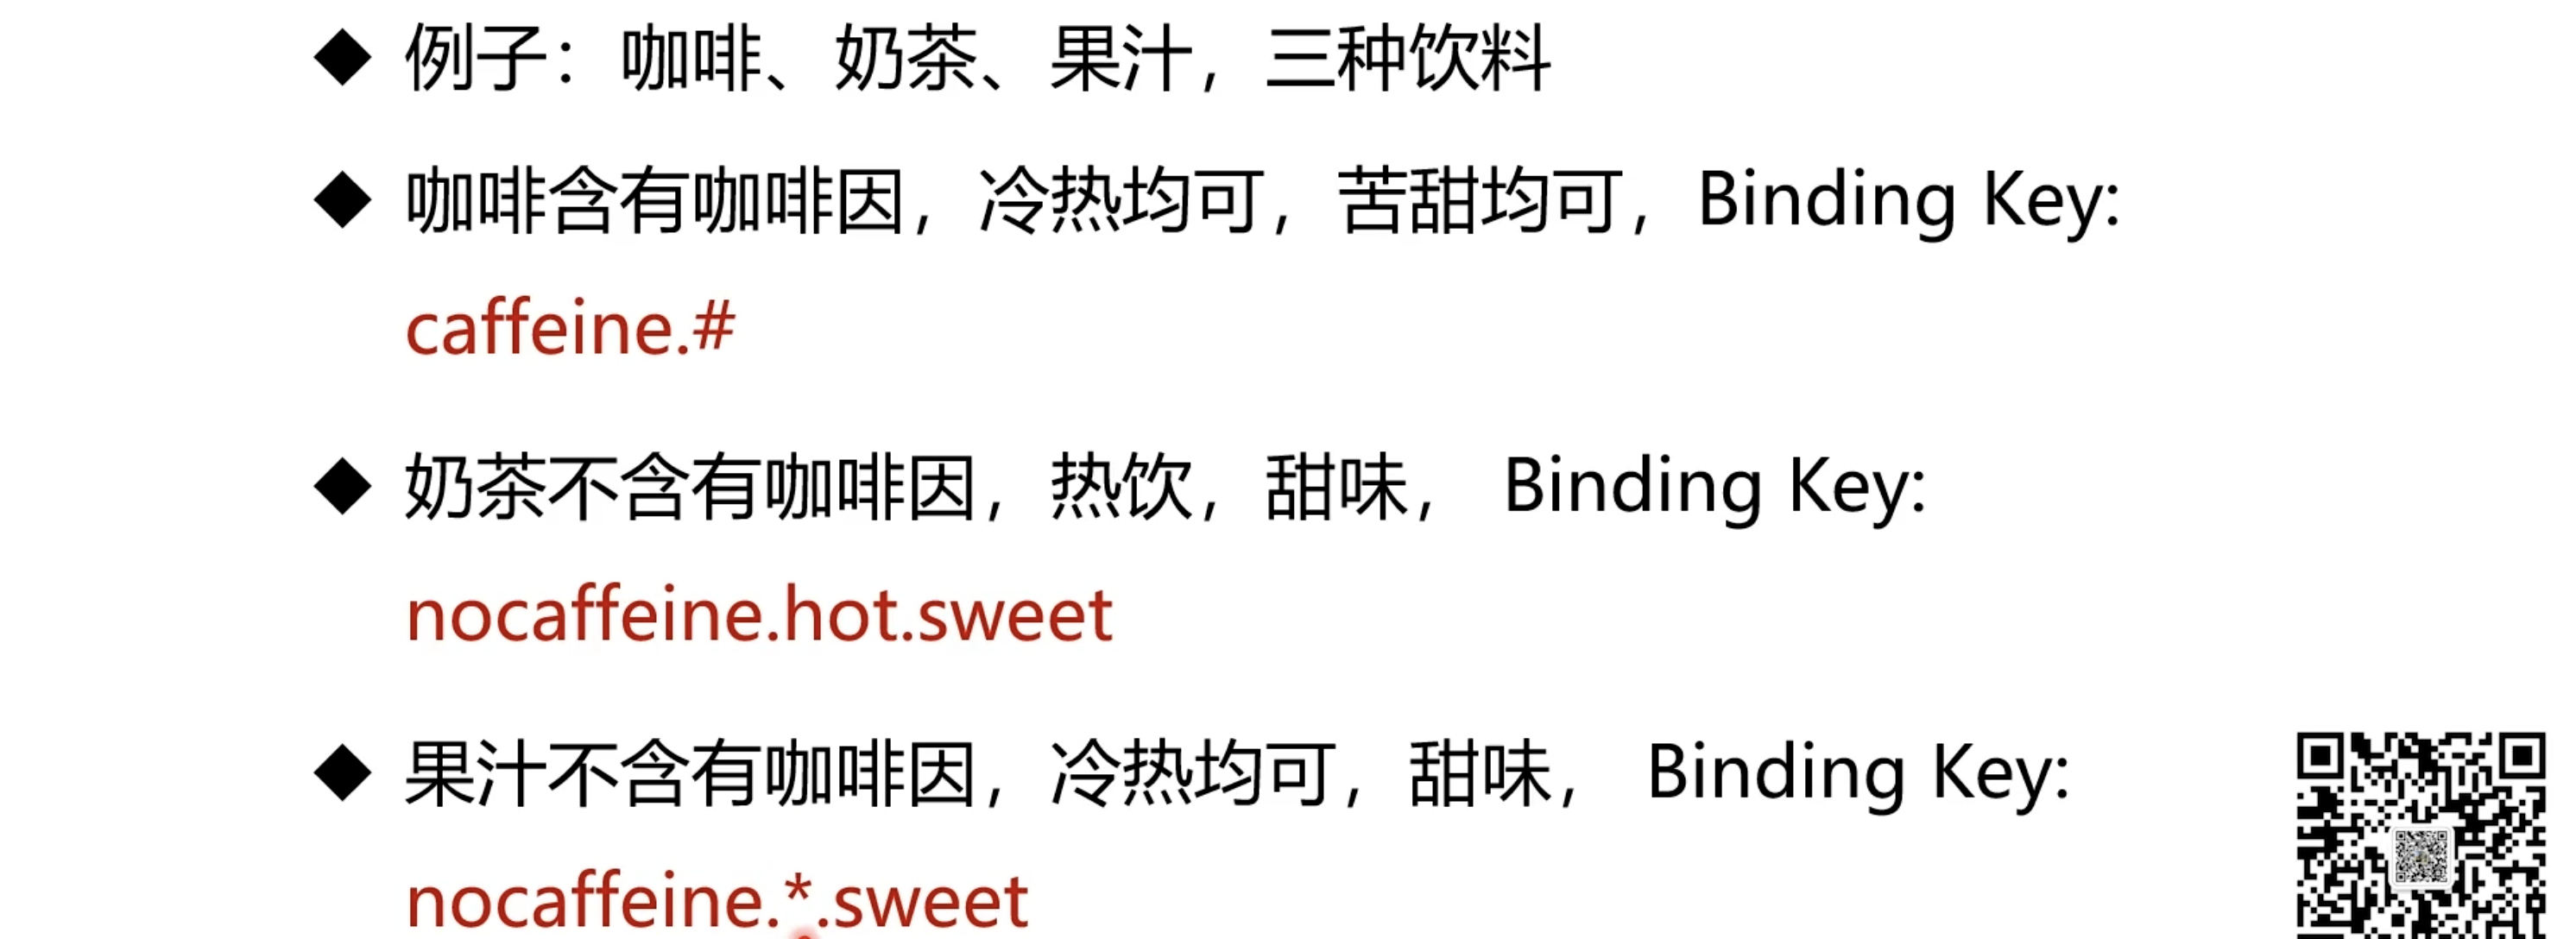 ◆ 例子：咖啡、奶茶、果汁，三种饮料
◆ 咖啡含有咖啡因，冷热均可，苦甜均可，Binding Key:
caffeine.#
◆ 奶茶不含有咖啡因，热饮，甜味， Binding Key:
nocaffeine.hot.sweet
◆ 果汁不含有咖啡因，冷热均可，甜味， Binding Key:
nocaffeine.*.sweet